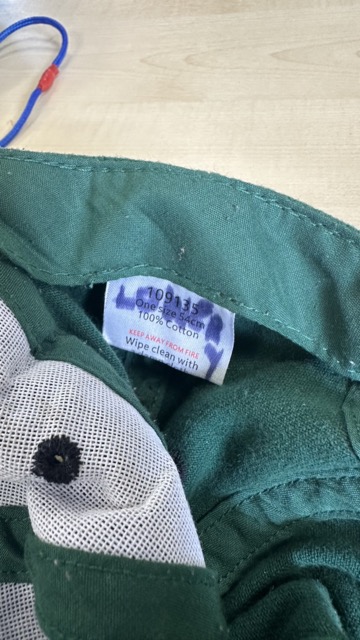 109135
One Size 54cm
100% Cotton
KEEP AWAY FROM FIRE
Wipe clean with